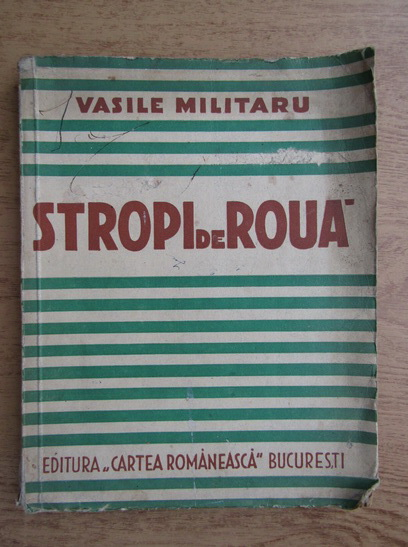 VASILE MILITARU
STROPI DE ROUĂ
EDITURA „CARTEA ROMÂNEASCĂ" BUCUREȘTI